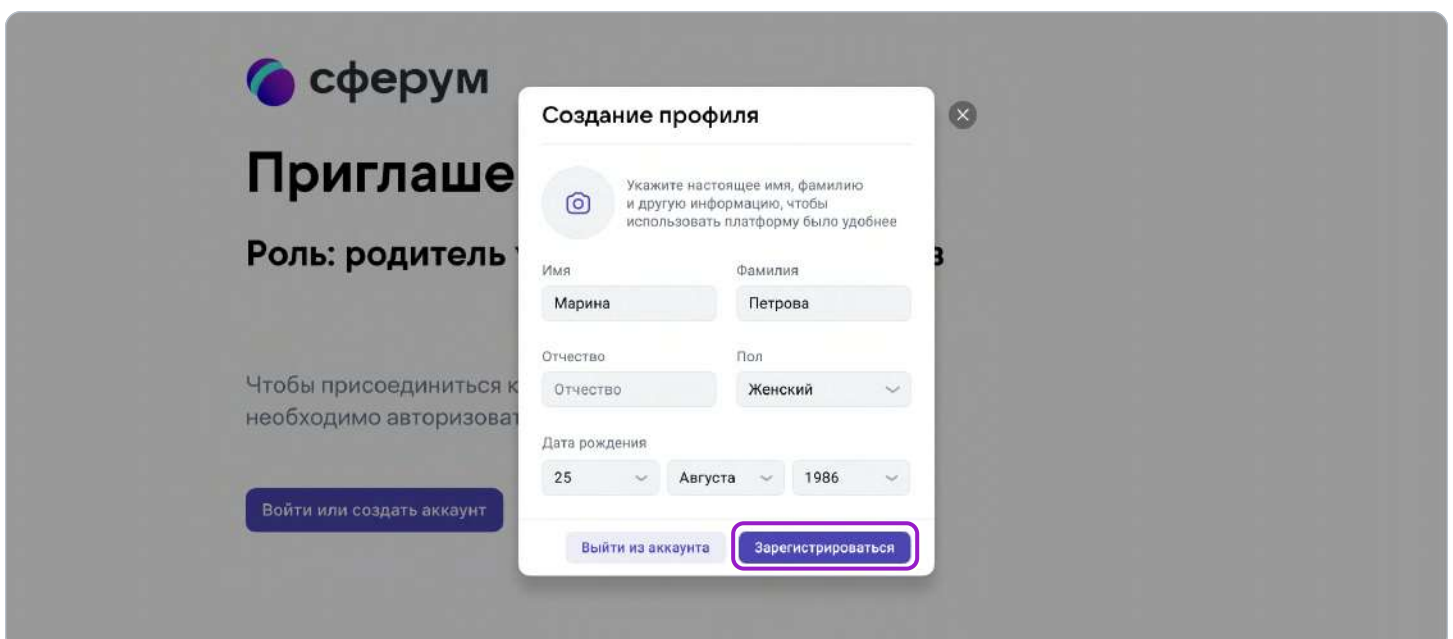 сферум
Приглаше
Роль: родитель
Чтобы присоединиться к
необходимо авторизоват
Войти или создать аккаунт
Создание профиля
Укажите настоящее имя, фамилию
и другую информацию, чтобы
использовать платформу было удобнее
Имя
Фамилия
Марина
Петрова
Отчество
Пол
Отчество
Женский
Дата рождения
25
Августа
1986
Выйти из аккаунта
Зарегистрироваться